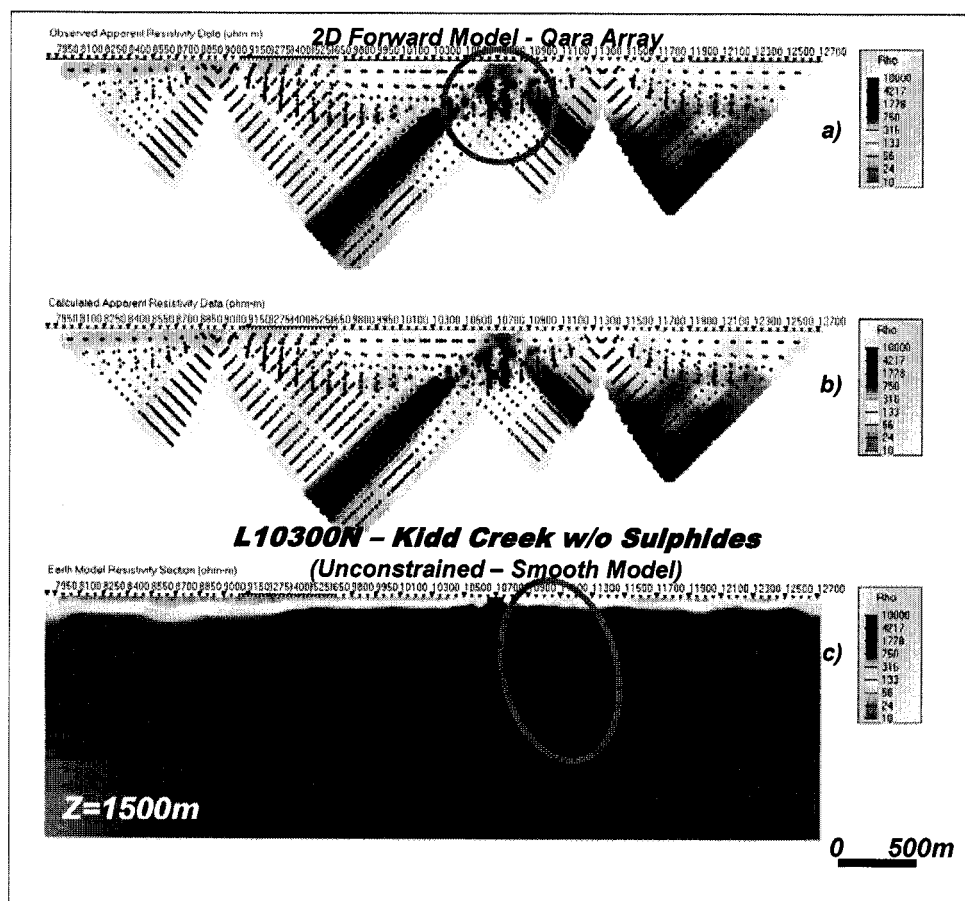 2D Forward Model - Qara Array
Observed Apparent Resistivity Data (ohm-m)
Rho
10000
4217
1778
750
316
133
56
24
10
a)
Calculated Apparent Resistivity Data (ohm-m)
Rho
10000
4217
1778
750
316
133
56
24
10
b)
L10300N – Kidd Creek w/o Sulphides
(Unconstrained – Smooth Model)
Earth Model Resistivity Section (ohm-m)
Rho
10000
4217
1778
750
316
133
56
24
10
c)
Z=1500m
0 500m